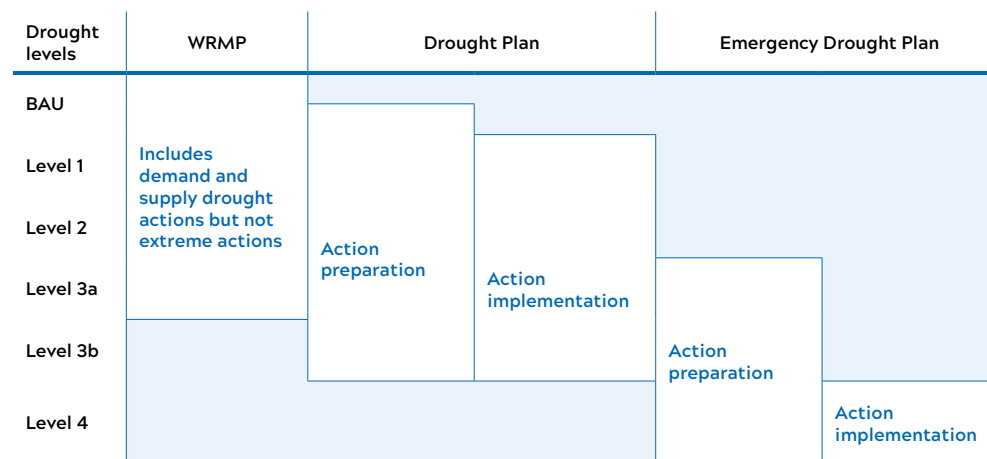 Drought
levels
WRMP
Drought Plan
Emergency Drought Plan
BAU
Level 1
Level 2
Level 3a
Level 3b
Level 4
Includes
demand and
supply drought
actions but not
extreme actions
Action
preparation
Action
implementation
Action
preparation
Action
implementation